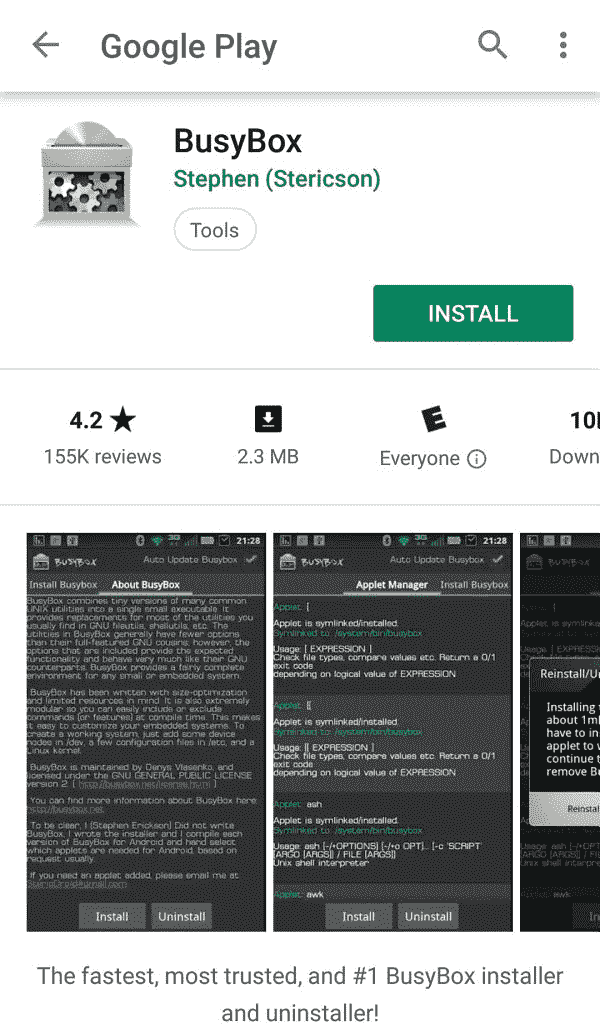 Google Play
BusyBox
Stephen (Stericson)
Tools
INSTALL
4.2 ★
155K reviews
2.3 MB
E
Everyone
10
Down
21:28
BUSYBOX
Auto Update Busybox
Install Busybox About BusyBox
BusyBox combines tiny versions of many common
UNIX utilities into a single small executable. It
provides replacements for most of the utilities you
usually find in GNU fileutils, shellutils, etc. The
utilities in BusyBox generally have fewer options
than their full-featured GNU cousins; however, the
options that are included provide the expected
functionality and behave very much like their GNU
counterparts. BusyBox provides a fairly complete
environment for any small or embedded system.
BusyBox has been written with size-optimization
and limited resources in mind. It is also extremely
modular so you can easily include or exclude
commands (or features) at compile time. This makes
it easy to customize your embedded systems. To
create a working system, just add some device
nodes in /dev, a few configuration files in /etc, and a
Linux kernel.
BusyBox is maintained by Denys Vlasenko, and
licensed under the GNU GENERAL PUBLIC LICENSE
version 2. [ http://busybox.net/license.html ]
You can find more information about BusyBox here:
http://busybox.net
To be clear, I (Stephen Erickson) Did not write
BusyBox, I wrote the installer and I compile each
version of BusyBox for Android and hand select
which applets are needed for Android, based on
request usually.
If you need an applet added, please email me at
Install Uninstall
3G 21:28
BUSYBOX
Auto Update Busybox
Applet Manager Install Busybox
Applet: [
Applet is symlinked/installed.
Symlinked to: /system/bin/busybox
Usage: [ EXPRESSION ]
Check file types, compare values etc. Return a 0/1
exit code
depending on logical value of EXPRESSION
Applet: [[
Applet is symlinked/installed.
Symlinked to: /system/bin/busybox
Usage: [[ EXPRESSION ]
Check file types, compare values etc. Return a 0/1
exit code
depending on logical value of EXPRESSION
Applet: ash
Applet is symlinked/installed.
Symlinked to: /system/bin/busybox
Usage: ash [-/+OPTIONS] [-/+o OPT]... [-c 'SCRIPT'
[ARG0 [ARGS]] / FILE [ARGS]]
Unix shell interpreter
Applet: awk
Install Uninstall
BUSYBOX
Reinstall/Un
Installing
about 1m
have to in
applet to
continue t
remove B
Reinstal
In
The fastest, most trusted, and #1 BusyBox installer
and uninstaller!